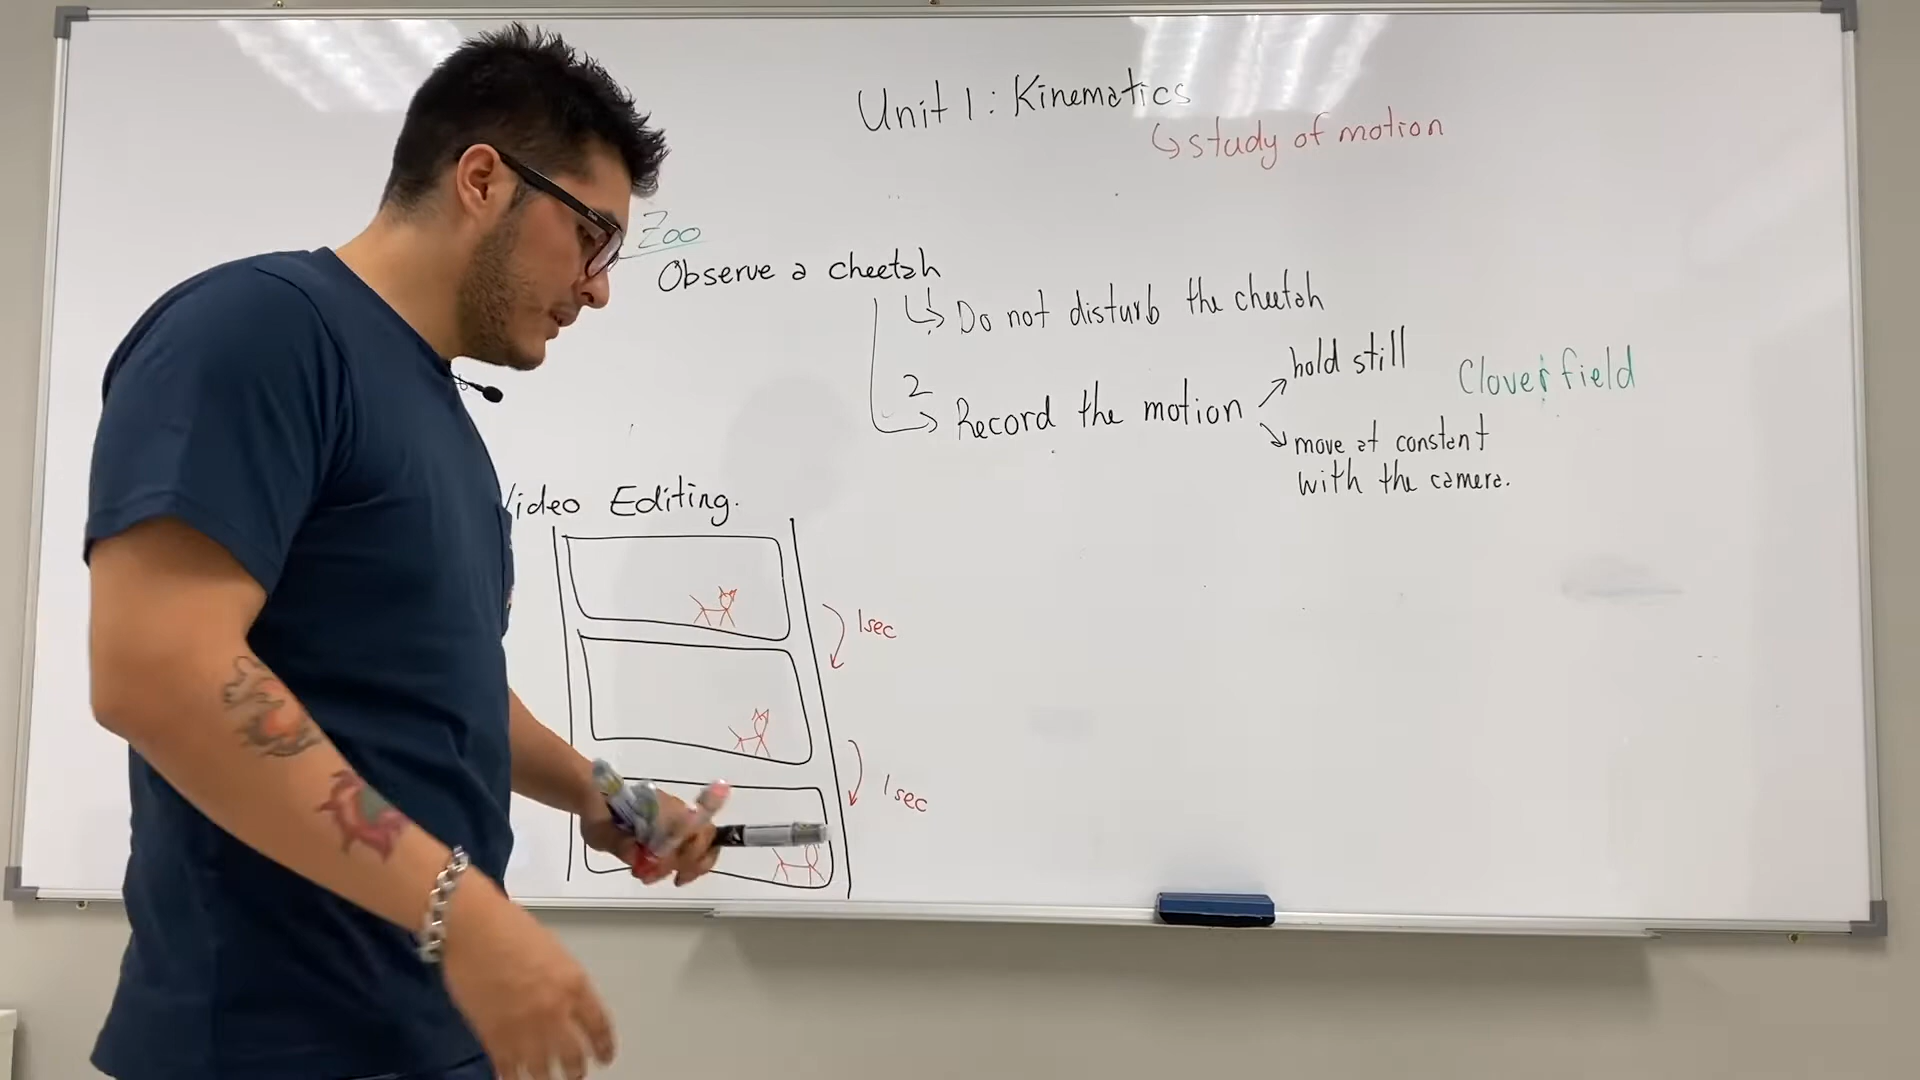 Unit 1: Kinematics
↳ study of motion
Zoo
Observe a cheetah
1
↳ Do not disturb the cheetah
2
↳ Record the motion
hold still
move at constant
with the camera.
Cloverfield
Video Editing.
1sec
1sec